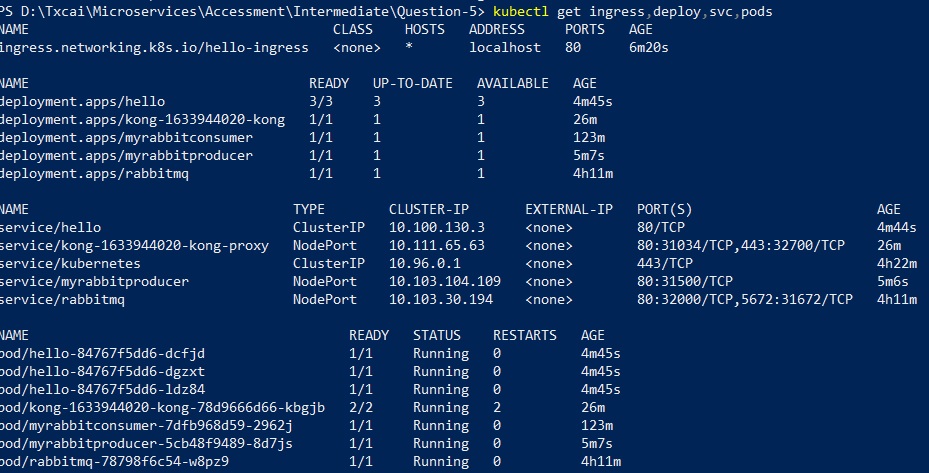 PS D:\Txcai\Microservices\Accessment\Intermediate\Question-5> kubectl get ingress,deploy,svc,pods
NAME CLASS HOSTS ADDRESS PORTS AGE
ingress.networking.k8s.io/hello-ingress <none> * localhost 80 6m20s
NAME READY UP-TO-DATE AVAILABLE AGE
deployment.apps/hello 3/3 3 3 4m45s
deployment.apps/kong-1633944020-kong 1/1 1 1 26m
deployment.apps/myrabbitconsumer 1/1 1 1 123m
deployment.apps/myrabbitproducer 1/1 1 1 5m7s
deployment.apps/rabbitmq 1/1 1 1 4h11m
NAME TYPE CLUSTER-IP EXTERNAL-IP PORT(S) AGE
service/hello ClusterIP 10.100.130.3 <none> 80/TCP 4m44s
service/kong-1633944020-kong-proxy NodePort 10.111.65.63 <none> 80:31034/TCP,443:32700/TCP 26m
service/kubernetes ClusterIP 10.96.0.1 <none> 443/TCP 4h22m
service/myrabbitproducer NodePort 10.103.104.109 <none> 80:31500/TCP 5m6s
service/rabbitmq NodePort 10.103.30.194 <none> 80:32000/TCP,5672:31672/TCP 4h11m
NAME READY STATUS RESTARTS AGE
pod/hello-84767f5dd6-dcfjd 1/1 Running 0 4m45s
pod/hello-84767f5dd6-dgzxt 1/1 Running 0 4m45s
pod/hello-84767f5dd6-ldz84 1/1 Running 0 4m45s
pod/kong-1633944020-kong-78d9666d66-kbgjb 2/2 Running 2 26m
pod/myrabbitconsumer-7dfb968d59-2962j 1/1 Running 0 123m
pod/myrabbitproducer-5cb48f9489-8d7js 1/1 Running 0 5m7s
pod/rabbitmq-78798f6c54-w8pz9 1/1 Running 0 4h11m